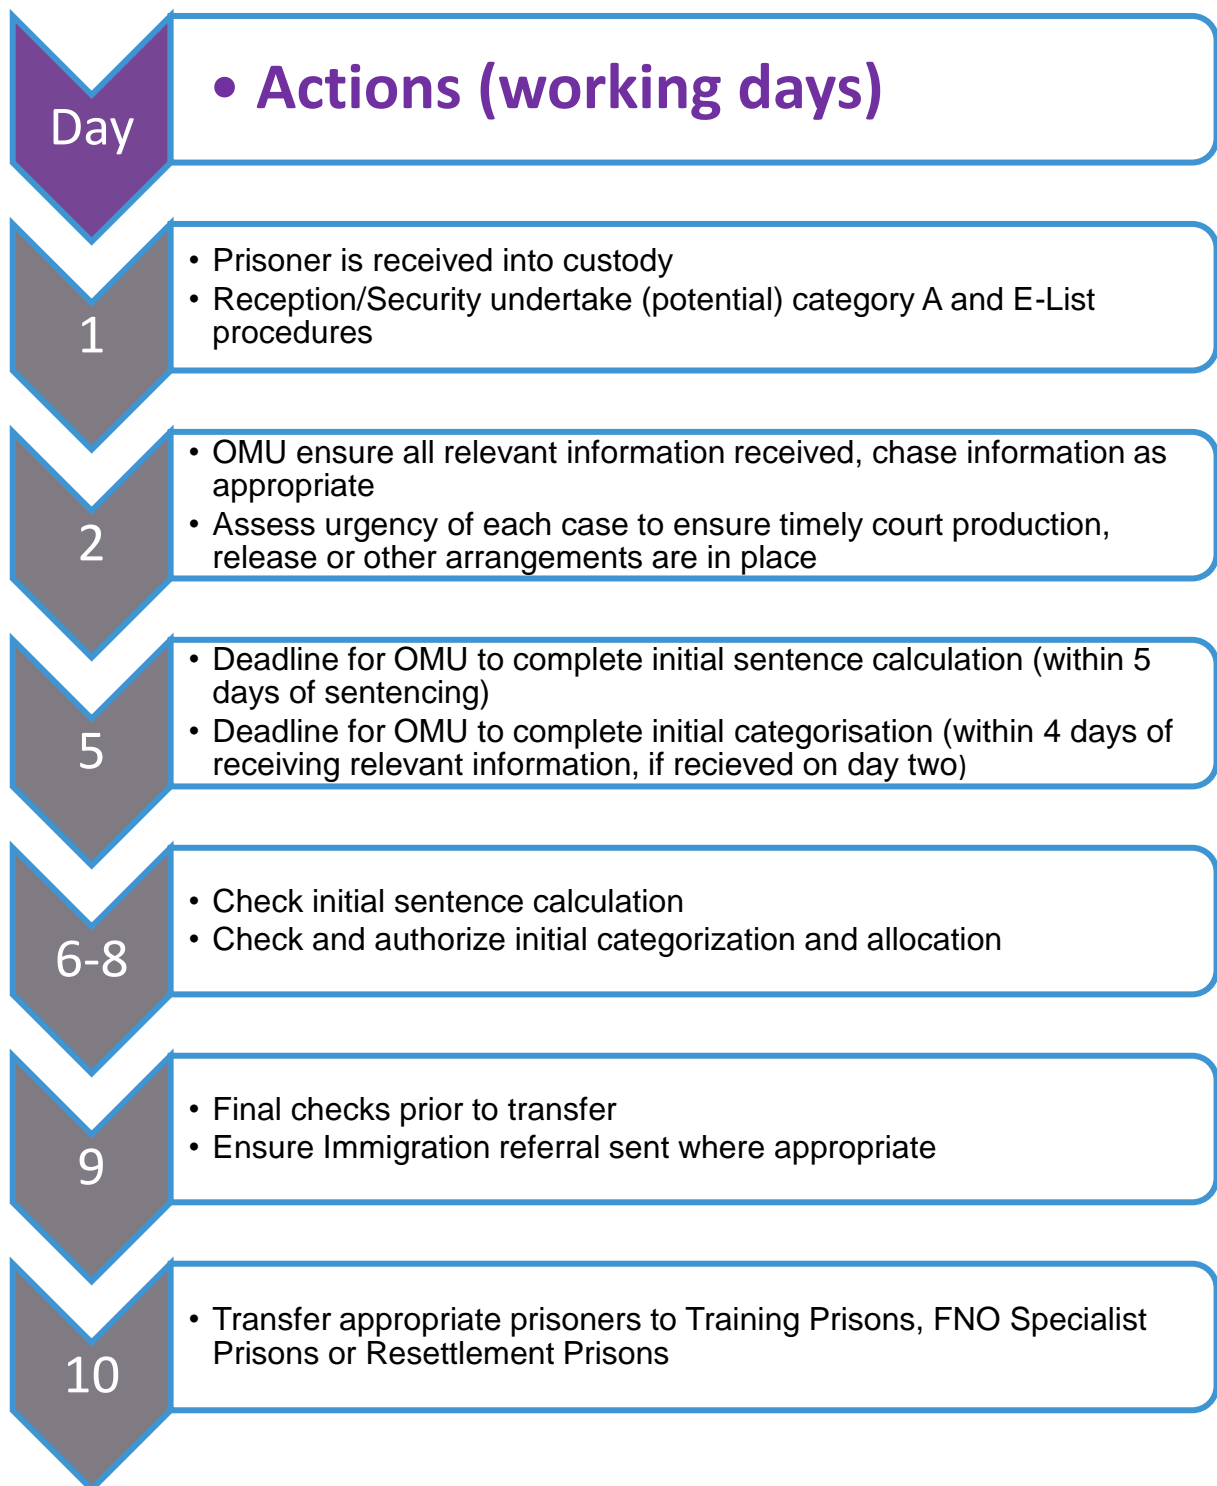 Day
• Actions (working days)
1
• Prisoner is received into custody
• Reception/Security undertake (potential) category A and E-List
procedures
2
• OMU ensure all relevant information received, chase information as
appropriate
• Assess urgency of each case to ensure timely court production,
release or other arrangements are in place
5
• Deadline for OMU to complete initial sentence calculation (within 5
days of sentencing)
• Deadline for OMU to complete initial categorisation (within 4 days of
receiving relevant information, if recieved on day two)
6-8
• Check initial sentence calculation
• Check and authorize initial categorization and allocation
9
• Final checks prior to transfer
• Ensure Immigration referral sent where appropriate
10
• Transfer appropriate prisoners to Training Prisons, FNO Specialist
Prisons or Resettlement Prisons